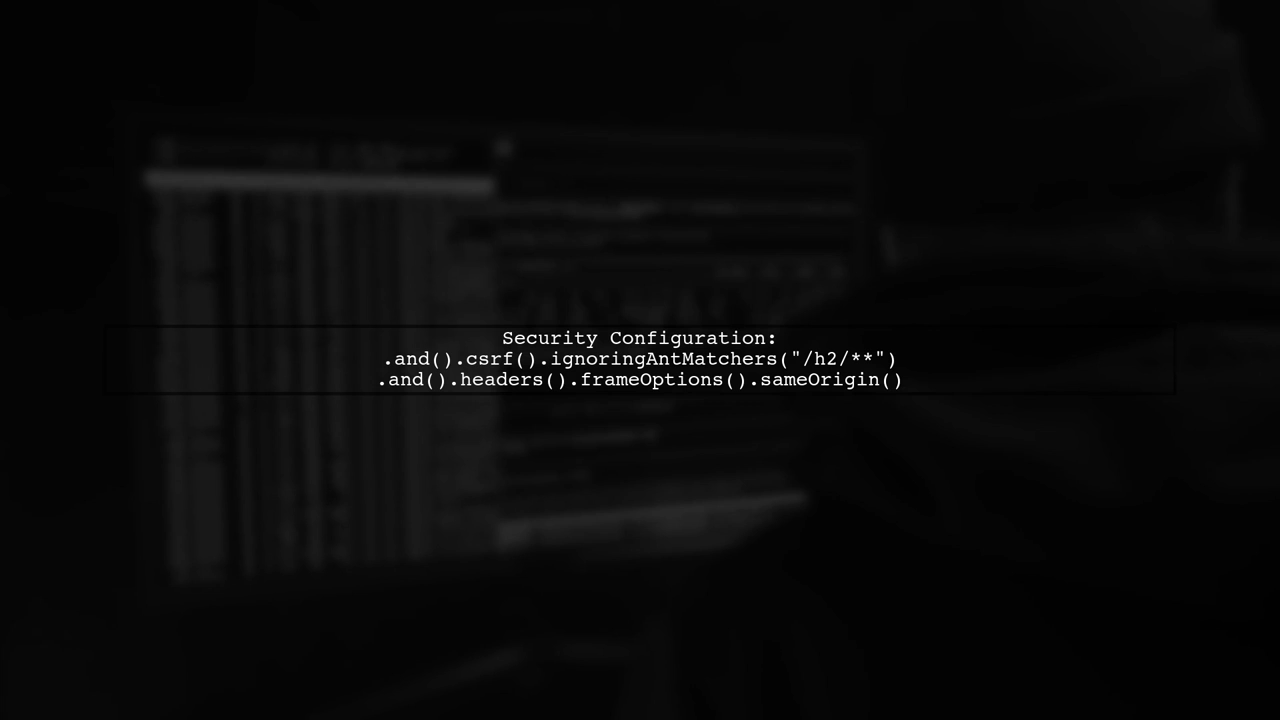 Security Configuration:
.and().csrf().ignoringAntMatchers("/h2/**")
.and().headers().frameOptions().sameOrigin()